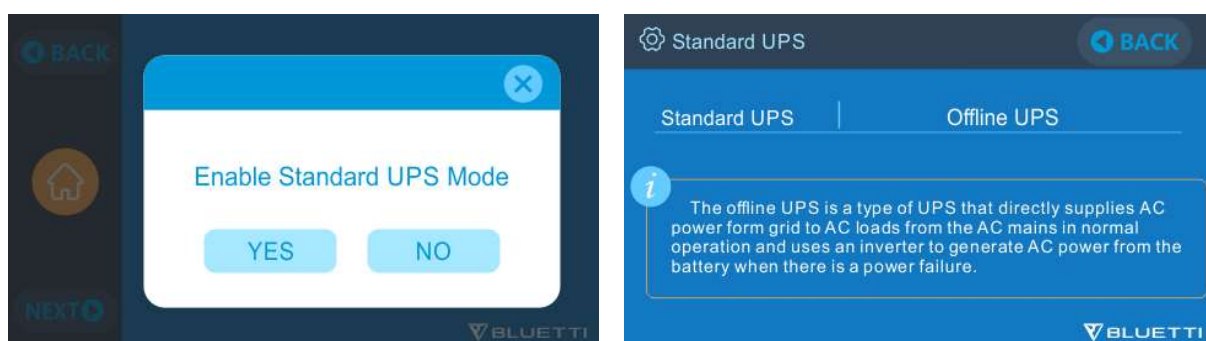 BACK
Enable Standard UPS Mode
YES
NO
NEXT
BLUETTI
Standard UPS
BACK
Standard UPS
Offline UPS
The offline UPS is a type of UPS that directly supplies AC
power form grid to AC loads from the AC mains in normal
operation and uses an inverter to generate AC power from the
battery when there is a power failure.
BLUETTI